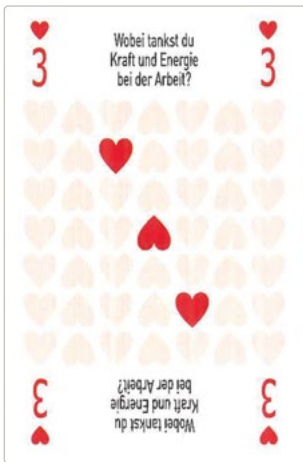 3
3
Wobei tankst du
Kraft und Energie
bei der Arbeit?
3
3
Wobei tankst du
Kraft und Energie
bei der Arbeit?